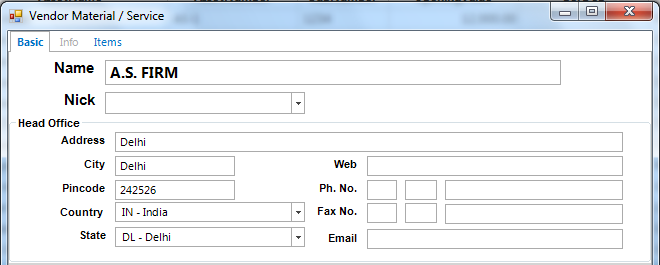 Vendor Material / Service
Basic Info Items
Name A.S. FIRM
Nick
Head Office
Address Delhi
City Delhi Web
Pincode 242526 Ph. No.
Country IN - India Fax No.
State DL - Delhi Email